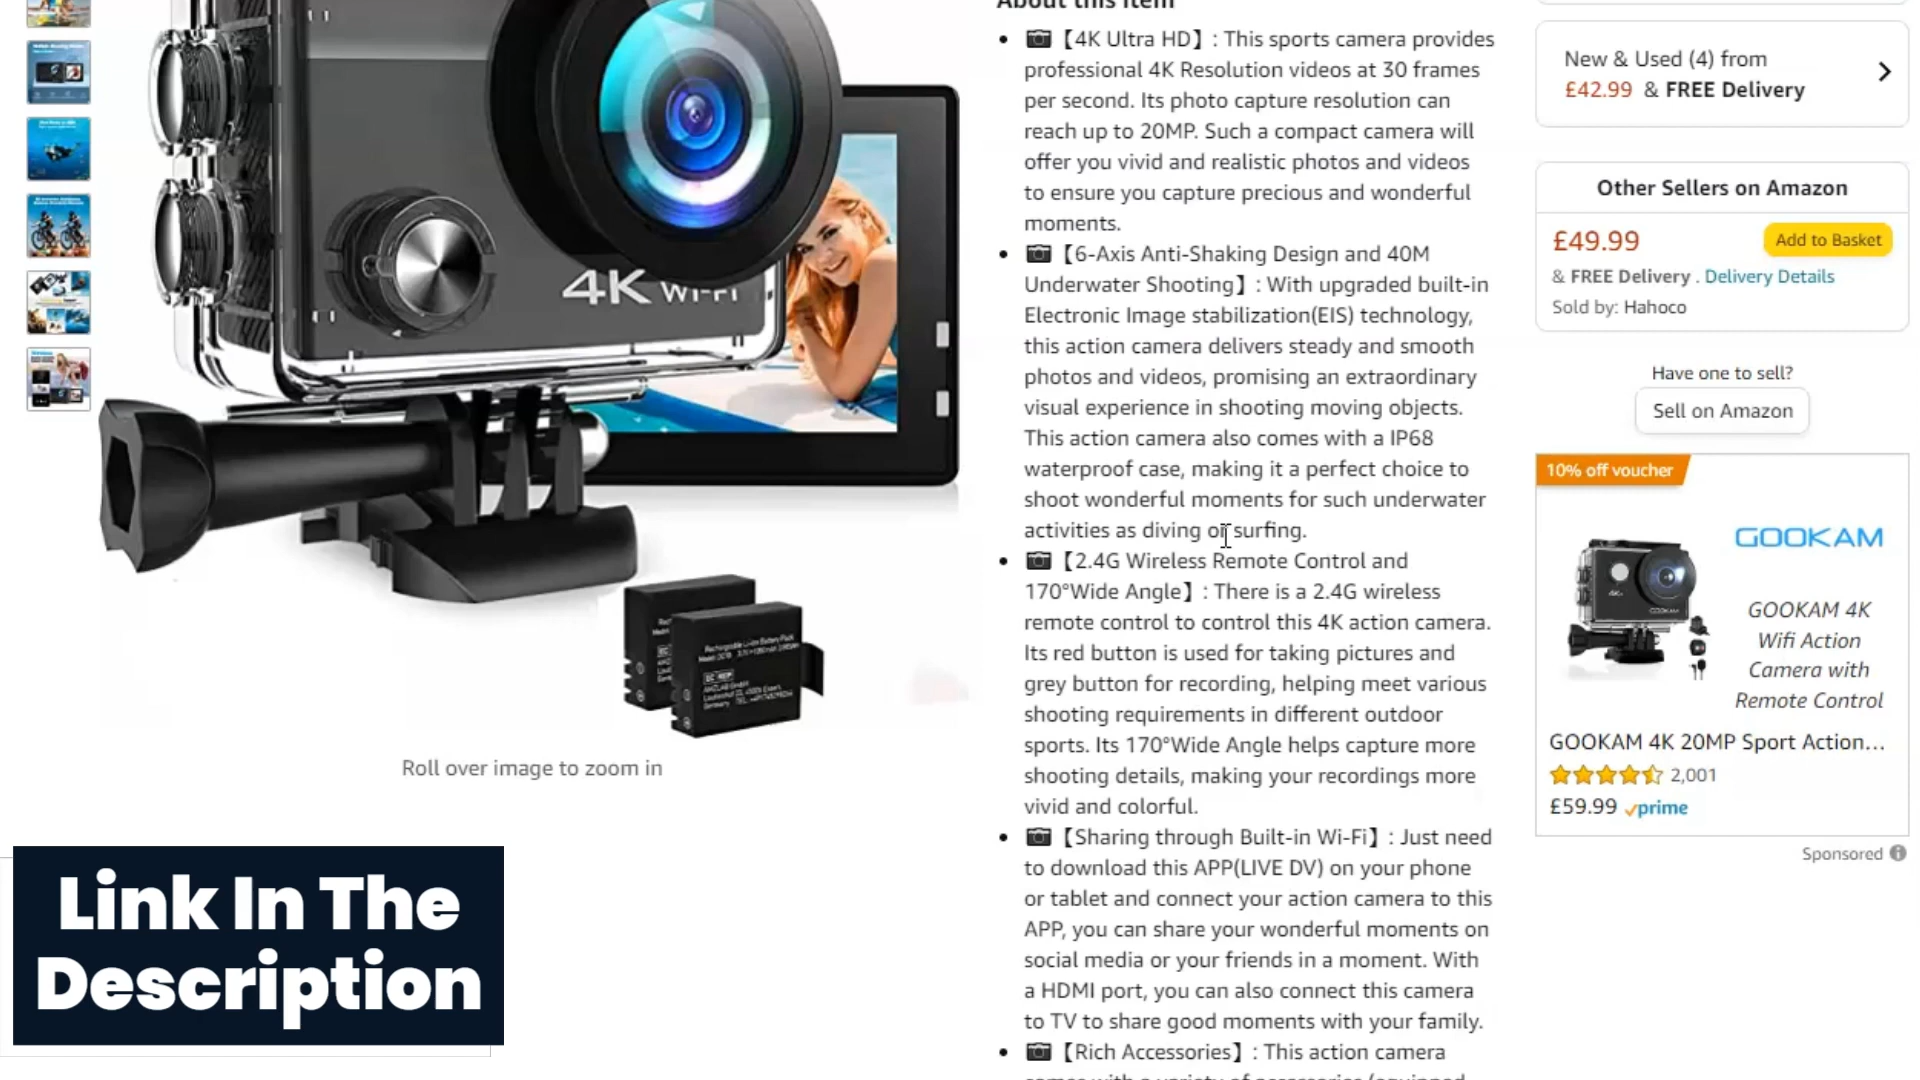 About this item
【4K Ultra HD】: This sports camera provides
professional 4K Resolution videos at 30 frames
per second. Its photo capture resolution can
reach up to 20MP. Such a compact camera will
offer you vivid and realistic photos and videos
to ensure you capture precious and wonderful
moments.
【6-Axis Anti-Shaking Design and 40M
Underwater Shooting】: With upgraded built-in
Electronic Image stabilization(EIS) technology,
this action camera delivers steady and smooth
photos and videos, promising an extraordinary
visual experience in shooting moving objects.
This action camera also comes with a IP68
waterproof case, making it a perfect choice to
shoot wonderful moments for such underwater
activities as diving or surfing.
【2.4G Wireless Remote Control and
170°Wide Angle】: There is a 2.4G wireless
remote control to control this 4K action camera.
Its red button is used for taking pictures and
grey button for recording, helping meet various
shooting requirements in different outdoor
sports. Its 170°Wide Angle helps capture more
shooting details, making your recordings more
vivid and colorful.
【Sharing through Built-in Wi-Fi】: Just need
to download this APP(LIVE DV) on your phone
or tablet and connect your action camera to this
APP, you can share your wonderful moments on
social media or your friends in a moment. With
a HDMI port, you can also connect this camera
to TV to share good moments with your family.
【Rich Accessories】: This action camera
comes with a variety of accessories (equipped
4K WI-FI
Rechargeable Li-ion Battery Pack
Germany
Roll over image to zoom in
Link In The
Description
New & Used (4) from
£42.99 & FREE Delivery
Other Sellers on Amazon
£49.99
Add to Basket
& FREE Delivery . Delivery Details
Sold by: Hahoco
Have one to sell?
Sell on Amazon
10% off voucher
GOOKAM
GOOKAM 4K
Wifi Action
Camera with
Remote Control
GOOKAM 4K 20MP Sport Action...
2,001
£59.99 prime
Sponsored